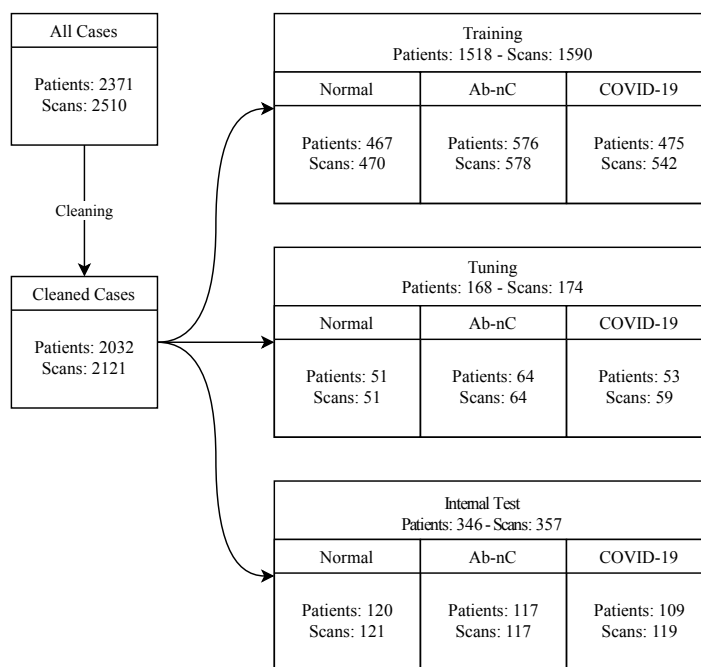 All Cases
Patients: 2371
Scans: 2510
Cleaning
Cleaned Cases
Patients: 2032
Scans: 2121
Training
Patients: 1518 - Scans: 1590
Normal
Patients: 467
Scans: 470
Ab-nC
Patients: 576
Scans: 578
COVID-19
Patients: 475
Scans: 542
Tuning
Patients: 168 - Scans: 174
Normal
Patients: 51
Scans: 51
Ab-nC
Patients: 64
Scans: 64
COVID-19
Patients: 53
Scans: 59
Internal Test
Patients: 346 - Scans: 357
Normal
Patients: 120
Scans: 121
Ab-nC
Patients: 117
Scans: 117
COVID-19
Patients: 109
Scans: 119